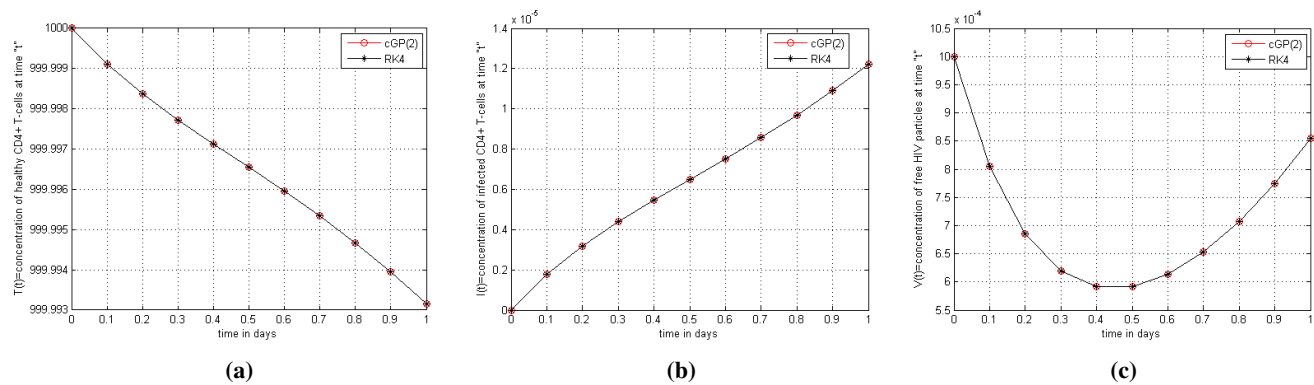 1000
999.999
999.998
999.997
999.996
999.995
999.994
999.993
0 0.1 0.2 0.3 0.4 0.5 0.6 0.7 0.8 0.9 1
time in days
T(t)=concentration of healthy CD4+ T-cells at time "t"
cGP(2)
RK4
(a)
x 10^-5
1.4
1.2
1
0.8
0.6
0.4
0.2
0
0 0.1 0.2 0.3 0.4 0.5 0.6 0.7 0.8 0.9 1
time in days
I(t)=concentration of infected CD4+ T-cells at time "t"
cGP(2)
RK4
(b)
x 10^-4
10.5
10
9.5
9
8.5
8
7.5
7
6.5
6
5.5
0 0.1 0.2 0.3 0.4 0.5 0.6 0.7 0.8 0.9 1
time in days
V(t)=concentration of free HIV particles at time "t"
cGP(2)
RK4
(c)